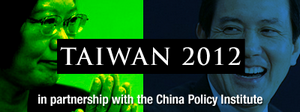 TAIWAN 2012
in partnership with the China Policy Institute